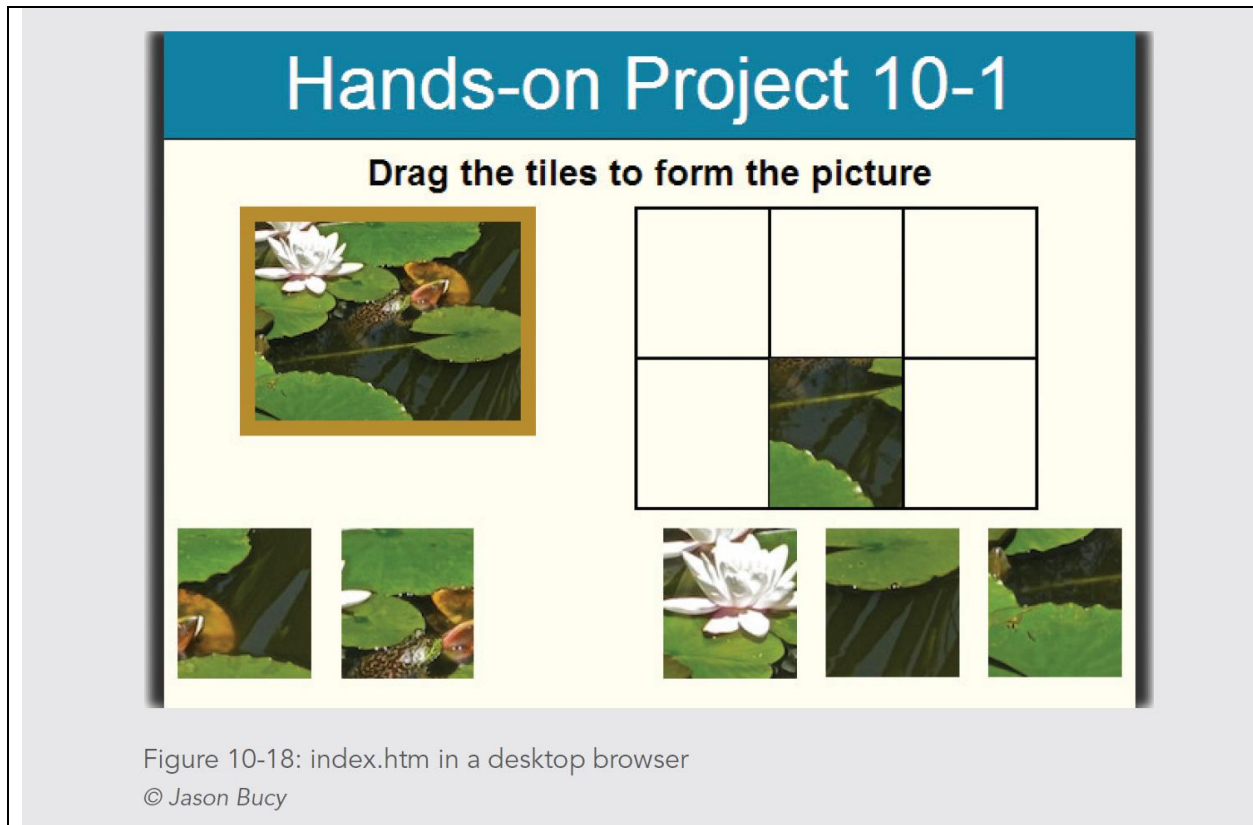 Hands-on Project 10-1
Drag the tiles to form the picture
Figure 10-18: index.htm in a desktop browser
© Jason Bucy